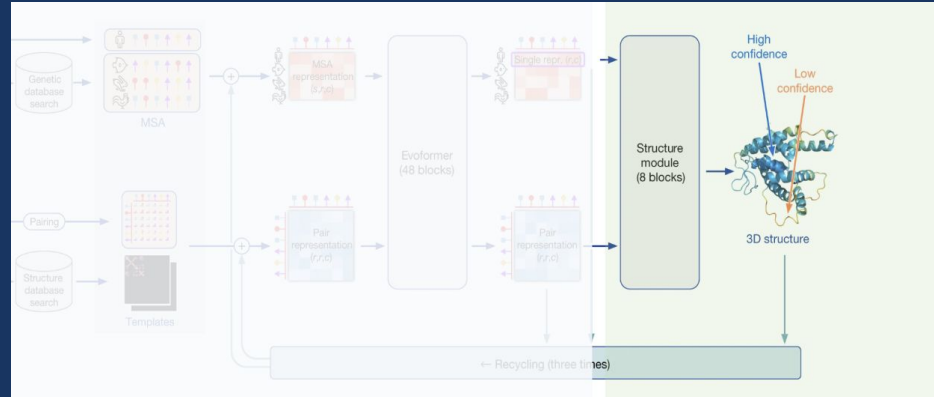 Genetic
database
search
MSA
MSA
representation
(s,r,c)
Evoformer
(48 blocks)
Single repr. (r,c)
Structure
module
(8 blocks)
High
confidence
Low
confidence
3D structure
Pairing
Pair
representation
(r,r,c)
Pair
representation
(r,r,c)
Structure
database
search
Templates
← Recycling (three times)